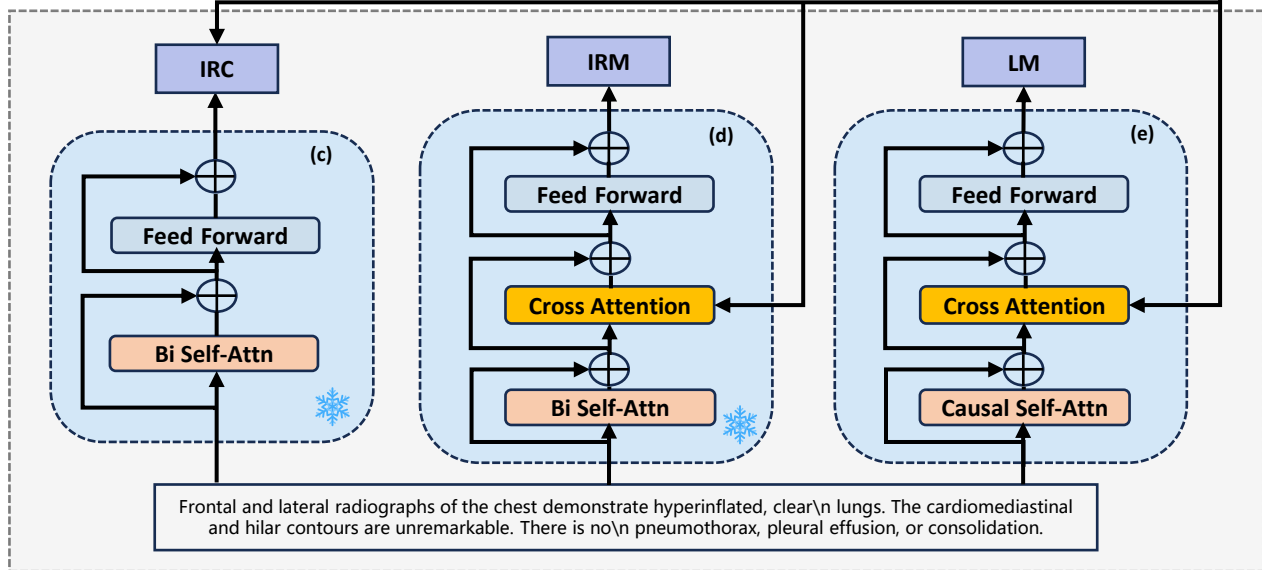 IRC
IRM
LM
(c)
(d)
(e)
Feed Forward
Feed Forward
Feed Forward
Cross Attention
Cross Attention
Bi Self-Attn
Bi Self-Attn
Causal Self-Attn
Frontal and lateral radiographs of the chest demonstrate hyperinflated, clear\n lungs. The cardiomediastinal
and hilar contours are unremarkable. There is no\n pneumothorax, pleural effusion, or consolidation.